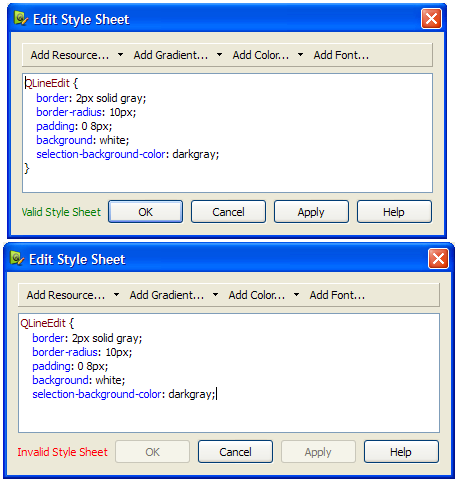 Edit Style Sheet
Add Resource... Add Gradient... Add Color... Add Font...
QLineEdit {
border: 2px solid gray;
border-radius: 10px;
padding: 0 8px;
background: white;
selection-background-color: darkgray;
}
Valid Style Sheet OK Cancel Apply Help
Edit Style Sheet
Add Resource... Add Gradient... Add Color... Add Font...
QLineEdit {
border: 2px solid gray;
border-radius: 10px;
padding: 0 8px;
background: white;
selection-background-color: darkgray;
Invalid Style Sheet OK Cancel Apply Help